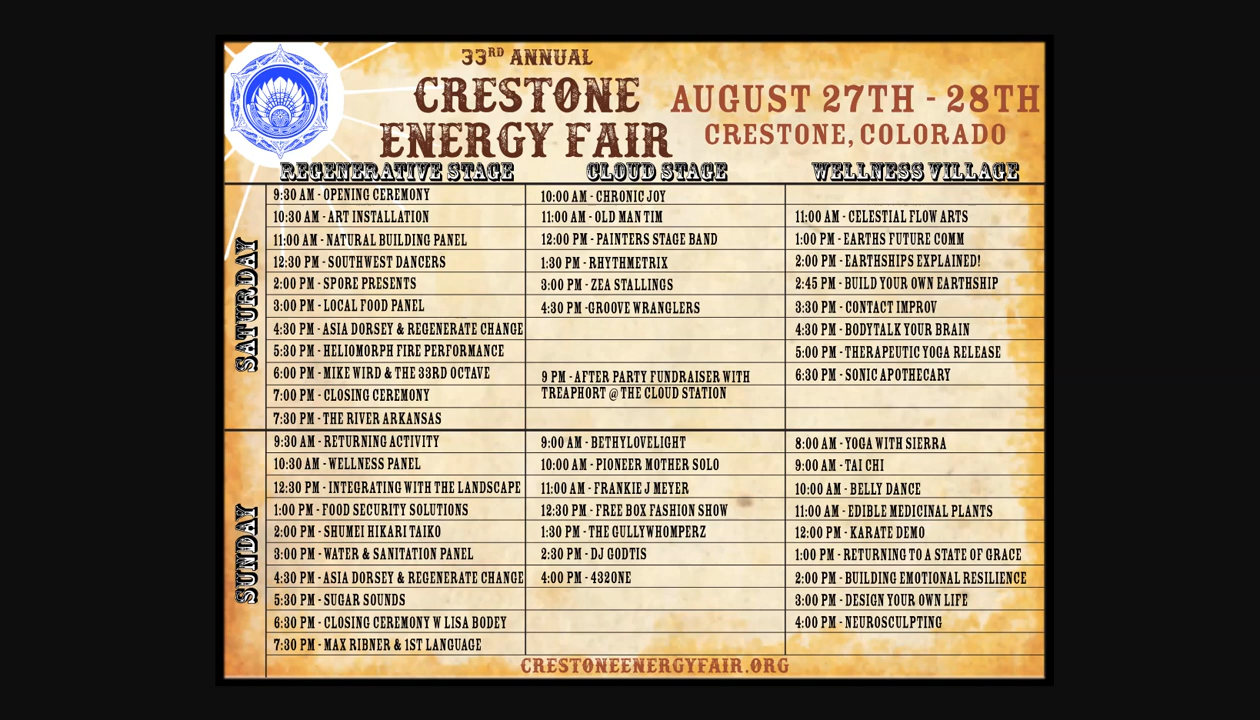 33RD ANNUAL
CRESTONE
ENERGY FAIR
AUGUST 27TH - 28TH
CRESTONE, COLORADO
REGENERATIVE STAGE
CLOUD STAGE
WELLNESS VILLAGE
SATURDAY
9:30 AM - OPENING CEREMONY
10:30 AM - ART INSTALLATION
11:00 AM - NATURAL BUILDING PANEL
12:30 PM - SOUTHWEST DANCERS
2:00 PM - SPORE PRESENTS
3:00 PM - LOCAL FOOD PANEL
4:30 PM - ASIA DORSEY & REGENERATE CHANGE
5:30 PM - HELIOMORPH FIRE PERFORMANCE
6:00 PM - MIKE WIRD & THE 33RD OCTAVE
7:00 PM - CLOSING CEREMONY
7:30 PM - THE RIVER ARKANSAS
10:00 AM - CHRONIC JOY
11:00 AM - OLD MAN TIM
12:00 PM - PAINTERS STAGE BAND
1:30 PM - RHYTHMETRIX
3:00 PM - ZEA STALLINGS
4:30 PM -GROOVE WRANGLERS
9 PM - AFTER PARTY FUNDRAISER WITH
TREAPHORT @ THE CLOUD STATION
11:00 AM - CELESTIAL FLOW ARTS
1:00 PM - EARTHS FUTURE COMM
2:00 PM - EARTHSHIPS EXPLAINED!
2:45 PM - BUILD YOUR OWN EARTHSHIP
3:30 PM - CONTACT IMPROV
4:30 PM - BODYTALK YOUR BRAIN
5:00 PM - THERAPEUTIC YOGA RELEASE
6:30 PM - SONIC APOTHECARY
SUNDAY
9:30 AM - RETURNING ACTIVITY
10:30 AM - WELLNESS PANEL
12:30 PM - INTEGRATING WITH THE LANDSCAPE
1:00 PM - FOOD SECURITY SOLUTIONS
2:00 PM - SHUMEI HIKARI TAIKO
3:00 PM - WATER & SANITATION PANEL
4:30 PM - ASIA DORSEY & REGENERATE CHANGE
5:30 PM - SUGAR SOUNDS
6:30 PM - CLOSING CEREMONY W LISA BODEY
7:30 PM - MAX RIBNER & 1ST LANGUAGE
9:00 AM - BETHYLOVELIGHT
10:00 AM - PIONEER MOTHER SOLO
11:00 AM - FRANKIE J MEYER
12:30 PM - FREE BOX FASHION SHOW
1:30 PM - THE GULLYWHOMPERZ
2:30 PM - DJ GODTIS
4:00 PM - 4320NE
8:00 AM - YOGA WITH SIERRA
9:00 AM - TAI CHI
10:00 AM - BELLY DANCE
11:00 AM - EDIBLE MEDICINAL PLANTS
12:00 PM - KARATE DEMO
1:00 PM - RETURNING TO A STATE OF GRACE
2:00 PM - BUILDING EMOTIONAL RESILIENCE
3:00 PM - DESIGN YOUR OWN LIFE
4:00 PM - NEUROSCULPTING
CRESTONEENERGYFAIR.ORG